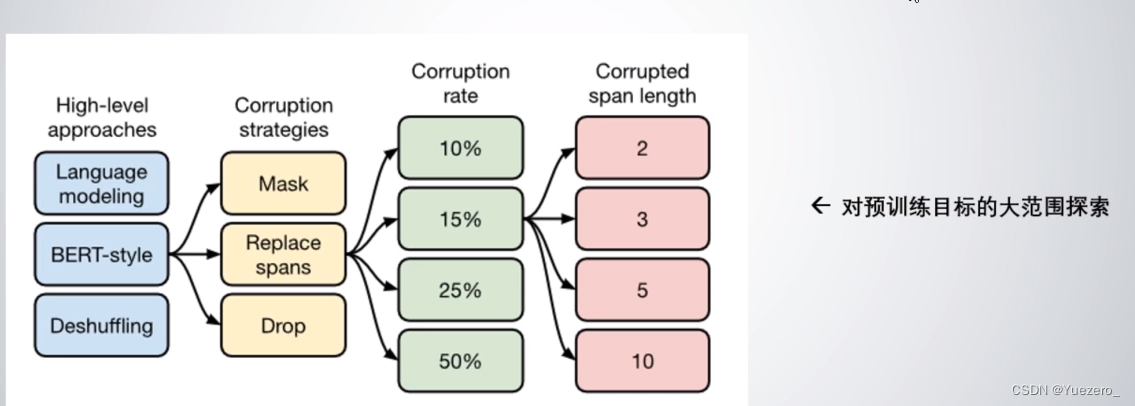 High-level
approaches
Language
modeling
BERT-style
Deshuffling
Corruption
strategies
Mask
Replace
spans
Drop
Corruption
rate
10%
15%
25%
50%
Corrupted
span length
2
3
5
10
← 对预训练目标的大范围探索
CSDN @Yuezero_